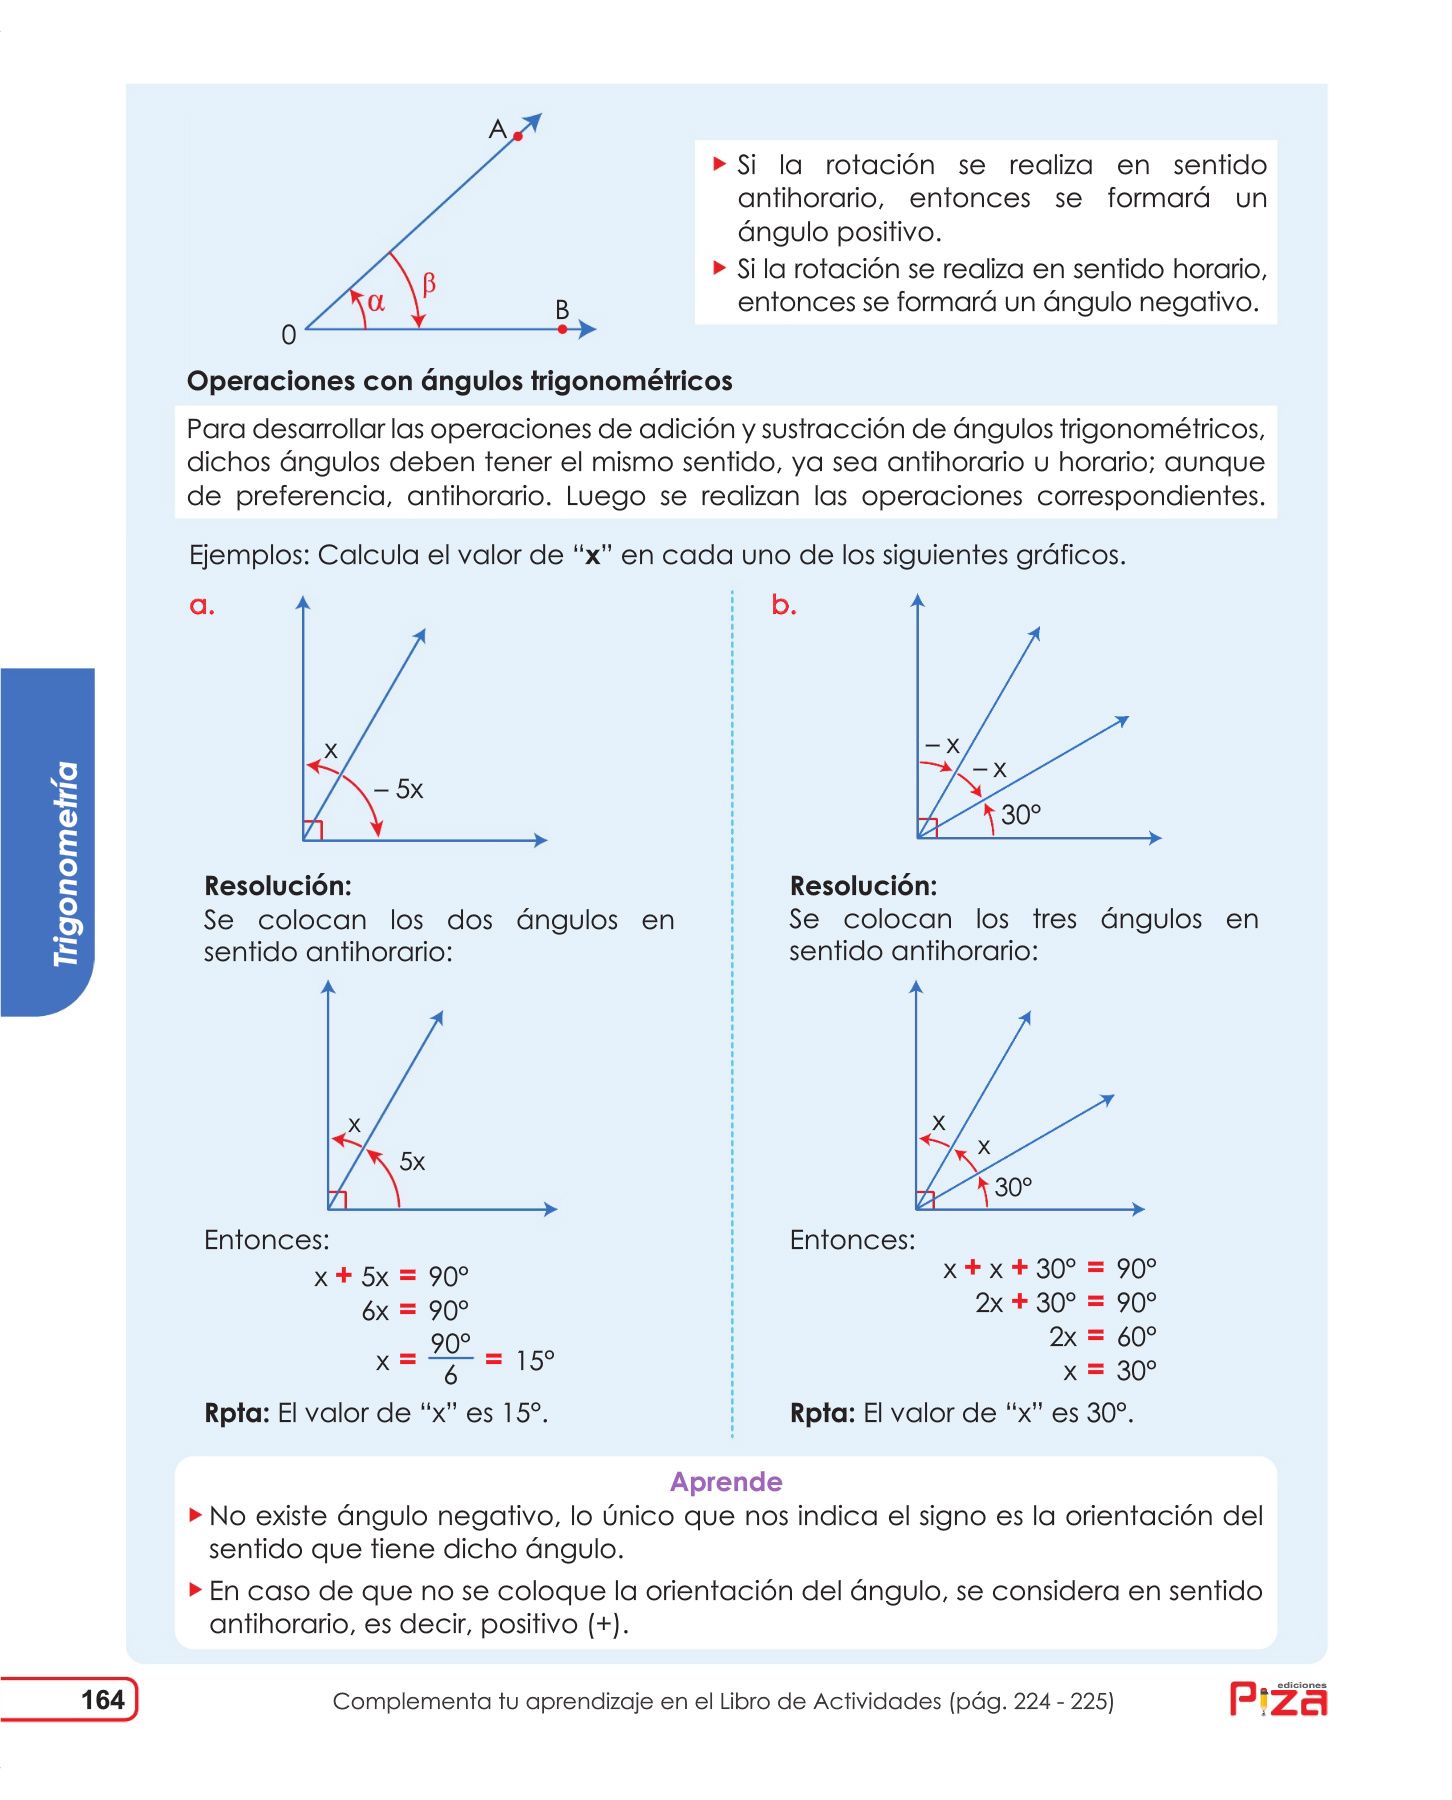 A
α
β
B
0
▸ Si la rotación se realiza en sentido
antihorario, entonces se formará un
ángulo positivo.
▸ Si la rotación se realiza en sentido horario,
entonces se formará un ángulo negativo.
Operaciones con ángulos trigonométricos
Para desarrollar las operaciones de adición y sustracción de ángulos trigonométricos,
dichos ángulos deben tener el mismo sentido, ya sea antihorario u horario; aunque
de preferencia, antihorario. Luego se realizan las operaciones correspondientes.
Ejemplos: Calcula el valor de “x” en cada uno de los siguientes gráficos.
a.
x
– 5x
Resolución:
Se colocan los dos ángulos en
sentido antihorario:
x
5x
Entonces:
x + 5x = 90°
6x = 90°
x = 90°/6 = 15°
Rpta: El valor de “x” es 15°.
b.
– x
– x
30°
Resolución:
Se colocan los tres ángulos en
sentido antihorario:
x
x
30°
Entonces:
x + x + 30° = 90°
2x + 30° = 90°
2x = 60°
x = 30°
Rpta: El valor de “x” es 30°.
Aprende
▸ No existe ángulo negativo, lo único que nos indica el signo es la orientación del
sentido que tiene dicho ángulo.
▸ En caso de que no se coloque la orientación del ángulo, se considera en sentido
antihorario, es decir, positivo (+).
Trigonometría
164
Complementa tu aprendizaje en el Libro de Actividades (pág. 224 - 225)
ediciones
Piza